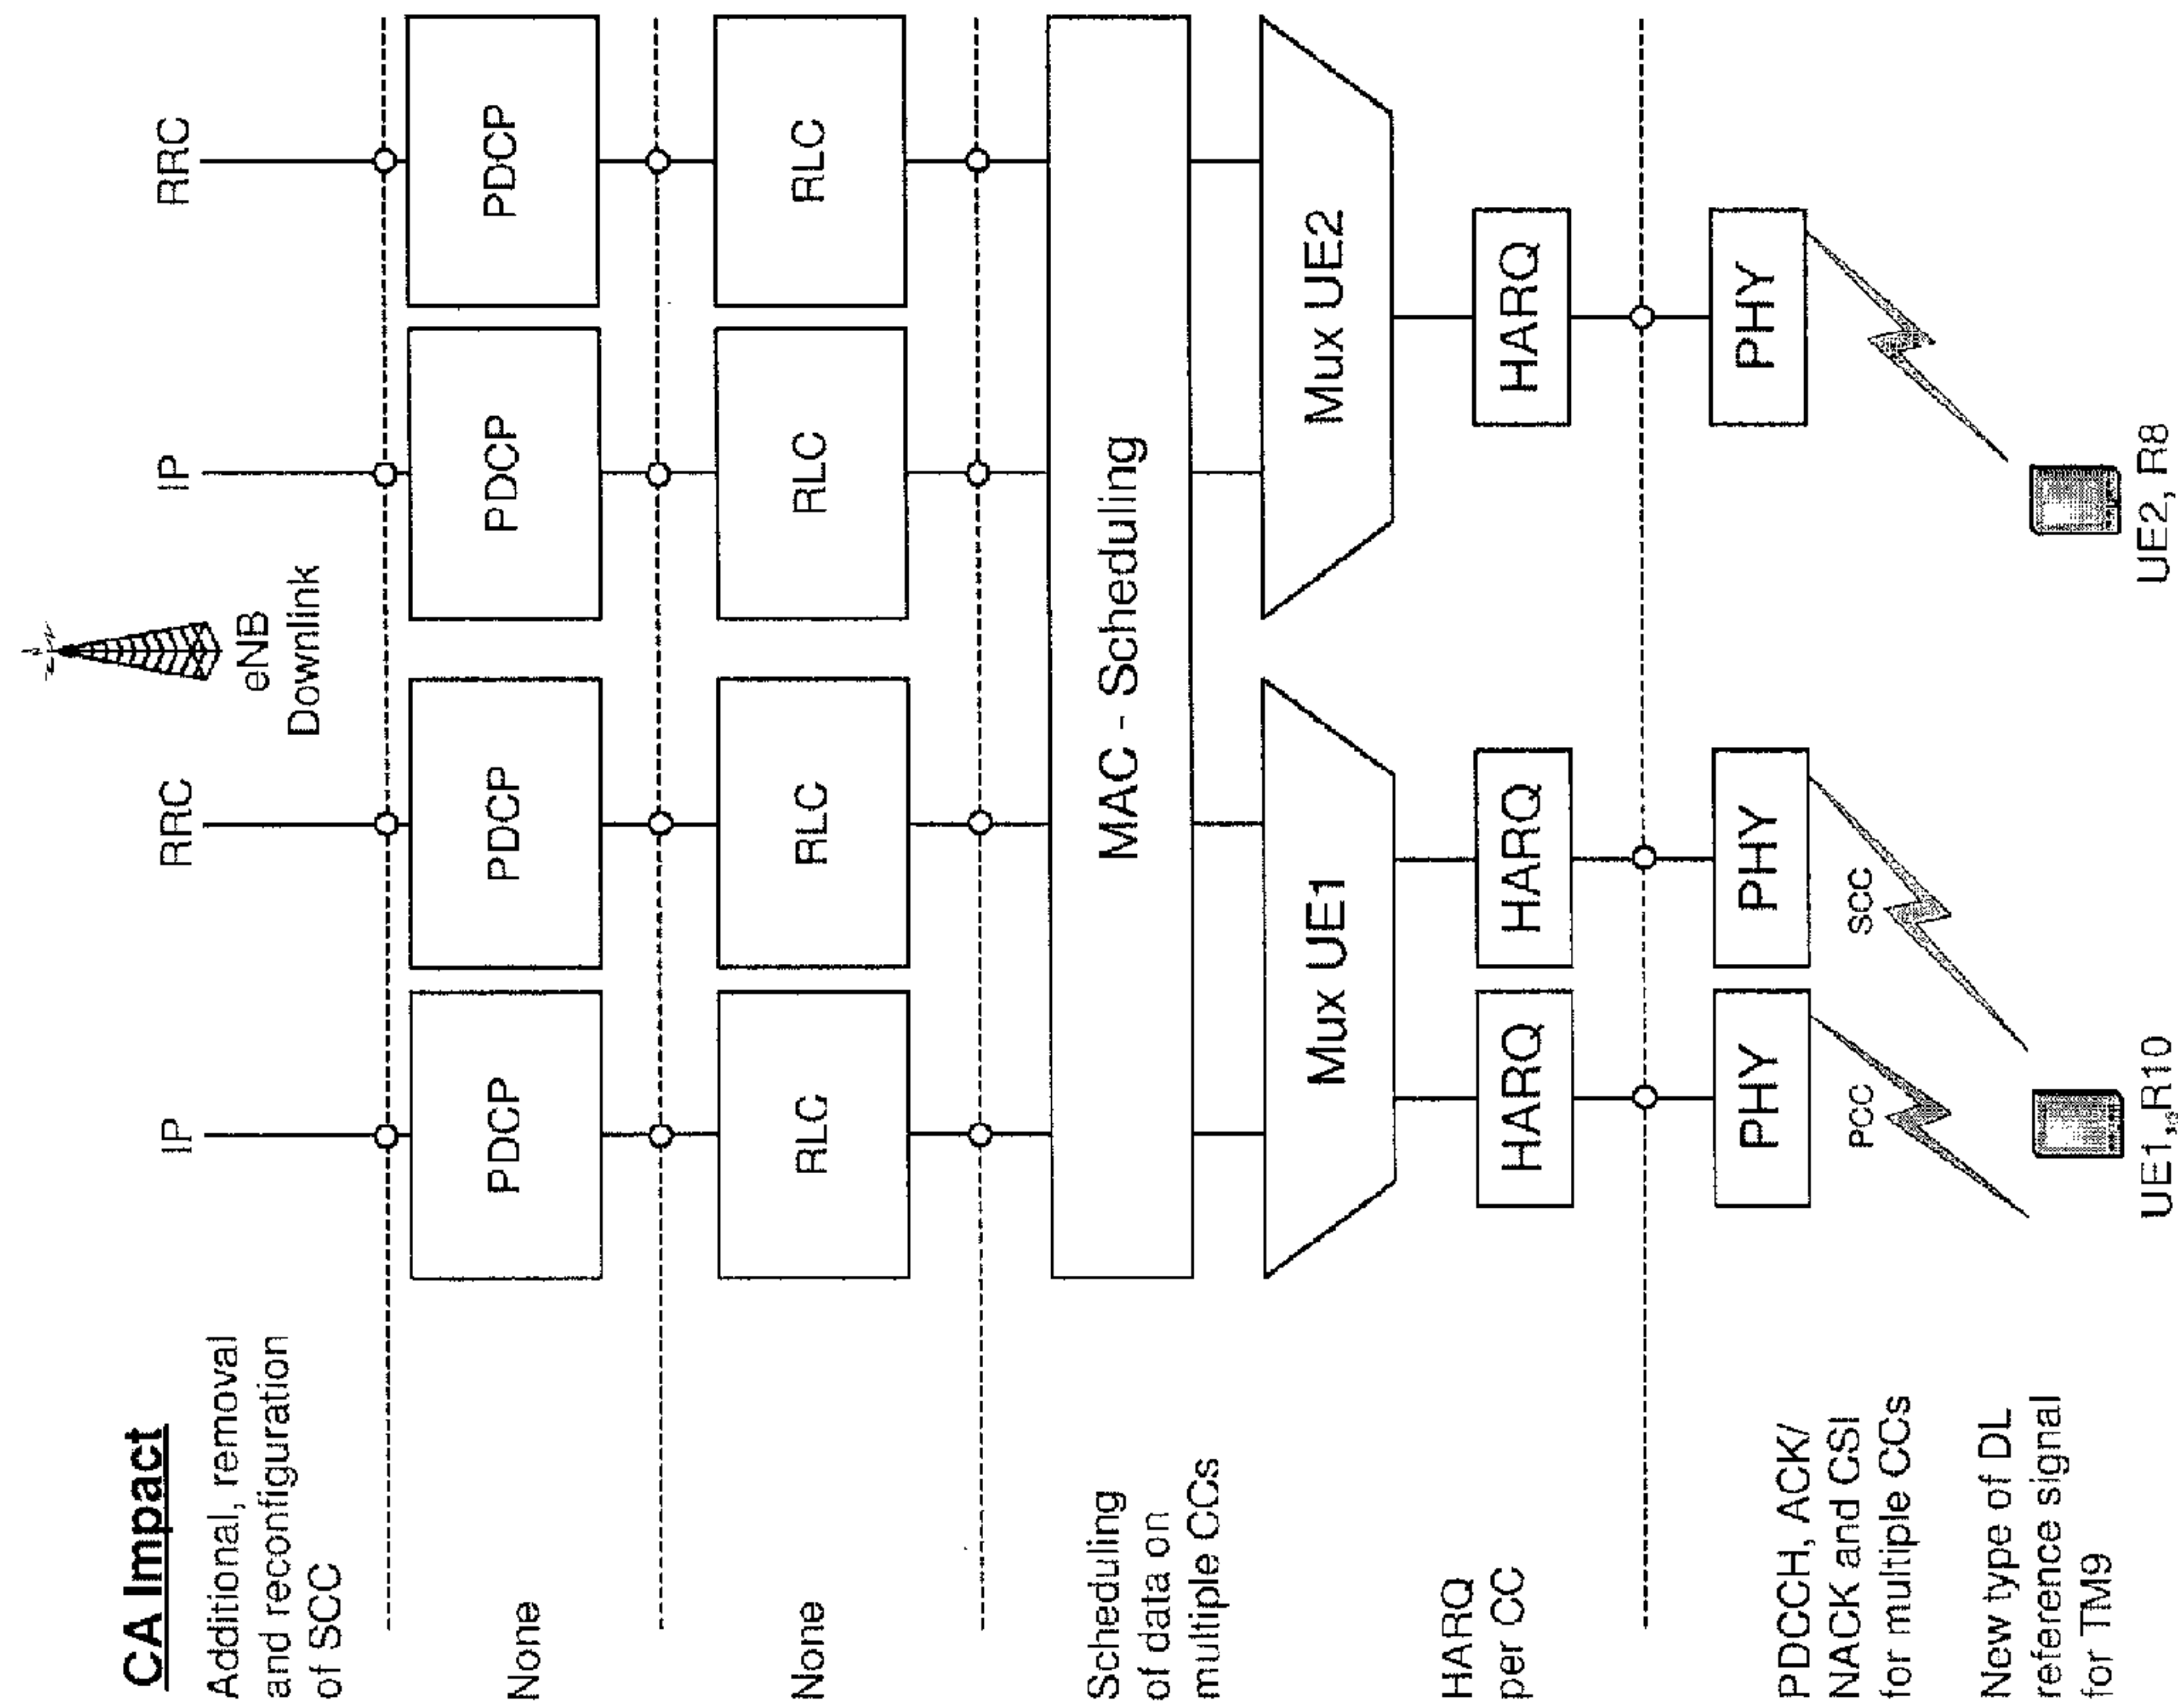 CA Impact
Additional, removal
and reconfiguration
of SCC
IP
RRC
eNB
Downlink
IP
RRC
None
PDCP
PDCP
PDCP
PDCP
None
RLC
RLC
RLC
RLC
Scheduling
of data on
multiple CCs
MAC - Scheduling
Mux UE1
Mux UE2
HARQ
per CC
HARQ
HARQ
HARQ
PDCCH, ACK/
NACK and CSI
for multiple CCs
PHY
PHY
PHY
PCC
SCC
New type of DL
reference signal
for TM9
UE1, R10
UE2, R8